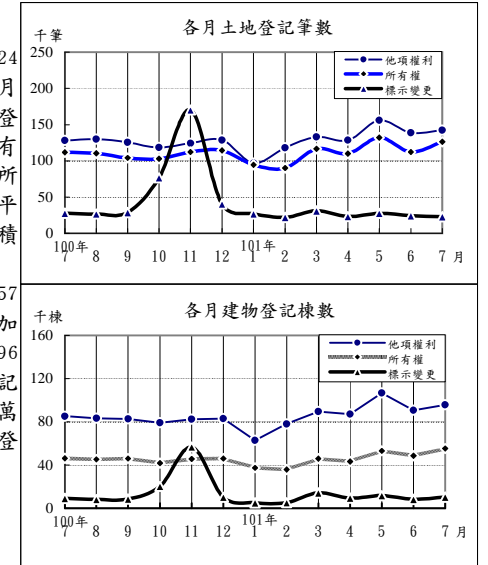 24
月
登
有
所
平
積
57
加
96
記
萬
登
各月土地登記筆數
千筆
250
200
150
100
50
0
他項權利
所有權
標示變更
100年 101年
7 8 9 10 11 12 1 2 3 4 5 6 7 月
各月建物登記棟數
千棟
160
120
80
40
0
他項權利
所有權
標示變更
100年 101年
7 8 9 10 11 12 1 2 3 4 5 6 7 月